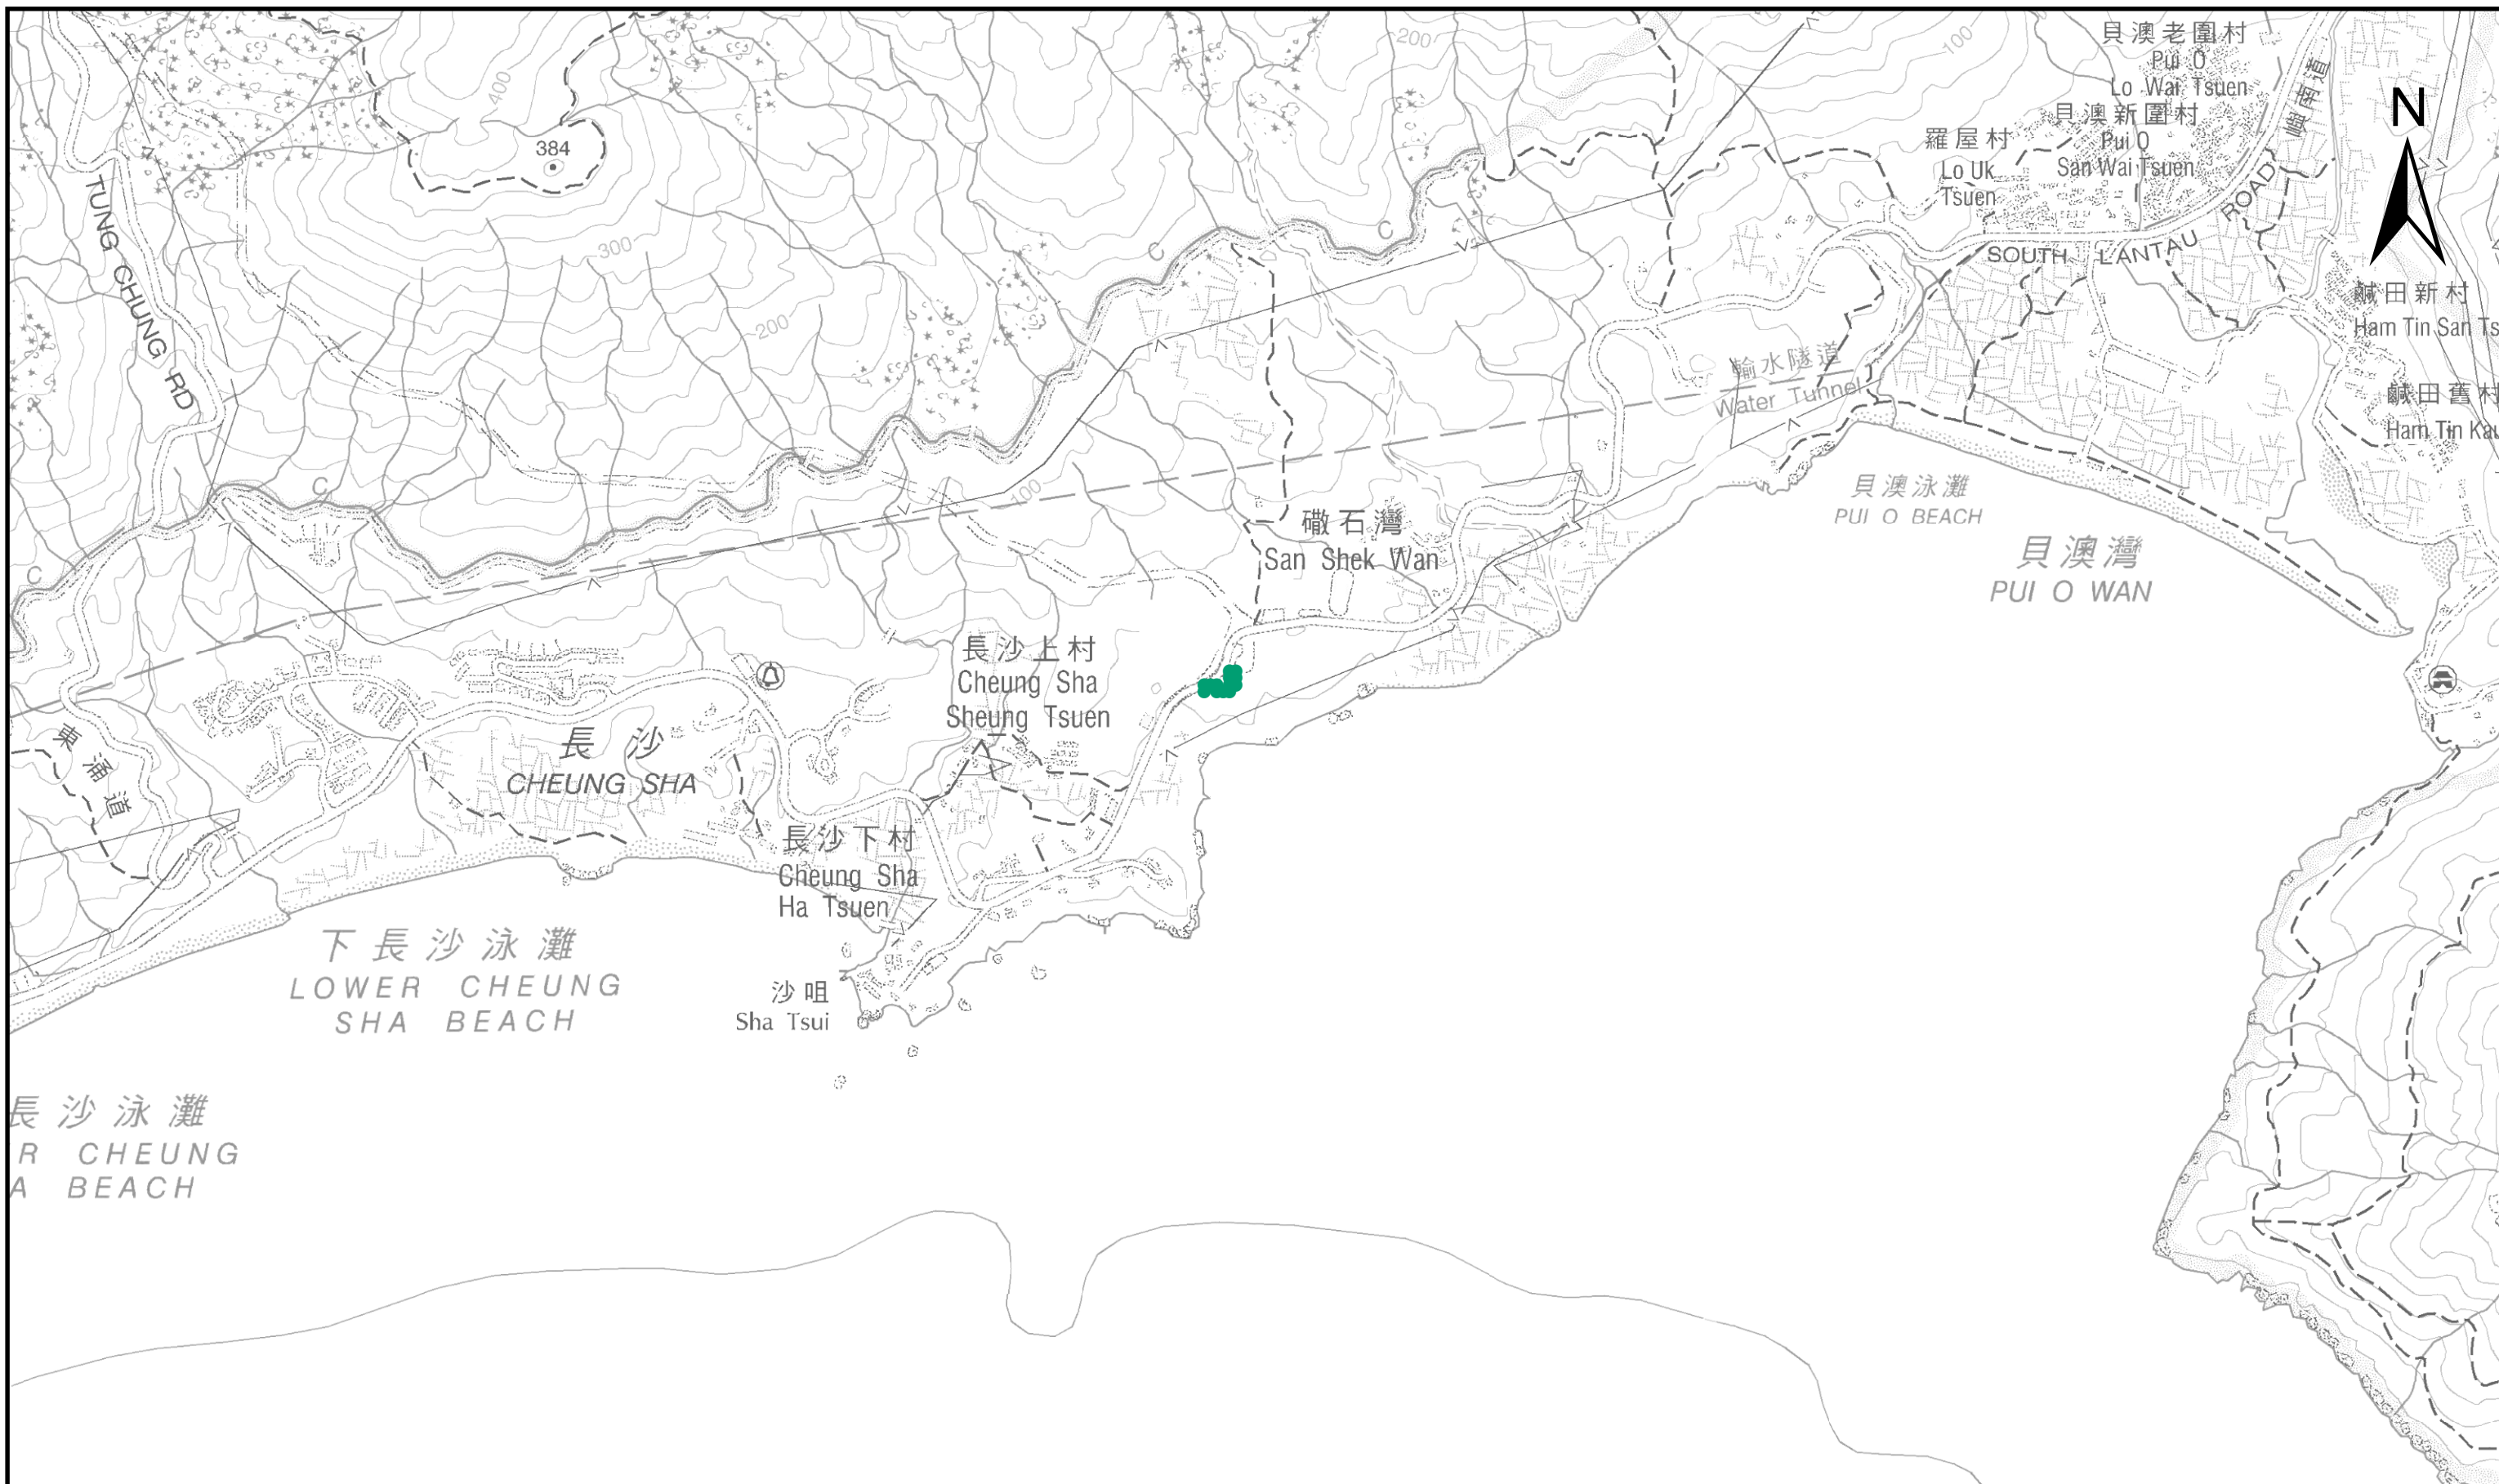 貝澳老圍村
Pui O
Lo Wai Tsuen
貝澳新圍村
Pui O
San Wai Tsuen
羅屋村
Lo Uk
Tsuen
嶼南道
SOUTH LANTAU ROAD
N
200
100
400
384
300
200
100
TUNG CHUNG RD
C
C
C
C
鹹田新村
Ham Tin San Ts
鹹田舊村
Ham Tin Kau
輸水隧道
Water Tunnel
貝澳泳灘
PUI O BEACH
貝澳灣
PUI O WAN
䃟石灣
San Shek Wan
長沙上村
Cheung Sha
Sheung Tsuen
長沙
CHEUNG SHA
東涌道
長沙下村
Cheung Sha
Ha Tsuen
下長沙泳灘
LOWER CHEUNG
SHA BEACH
沙咀
Sha Tsui
長沙泳灘
R CHEUNG
A BEACH